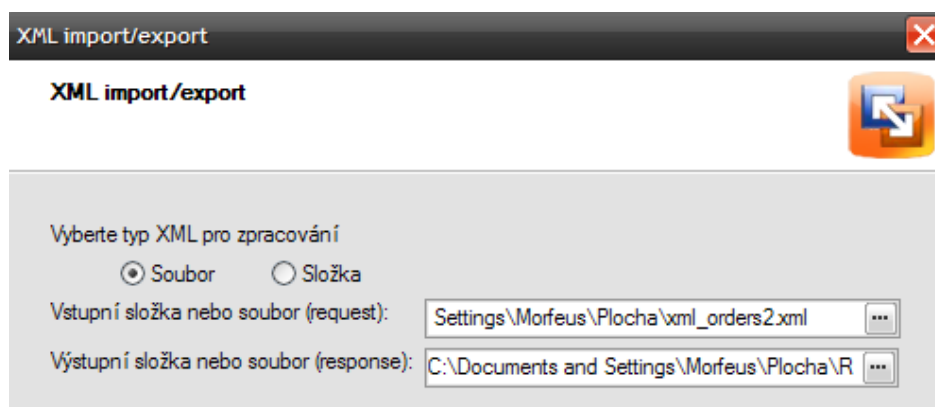 XML import/export
XML import/export
Vyberte typ XML pro zpracování
Soubor Složka
Vstupní složka nebo soubor (request): Settings\Morfeus\Plocha\xml_orders2.xml ...
Výstupní složka nebo soubor (response): C:\Documents and Settings\Morfeus\Plocha\R ...